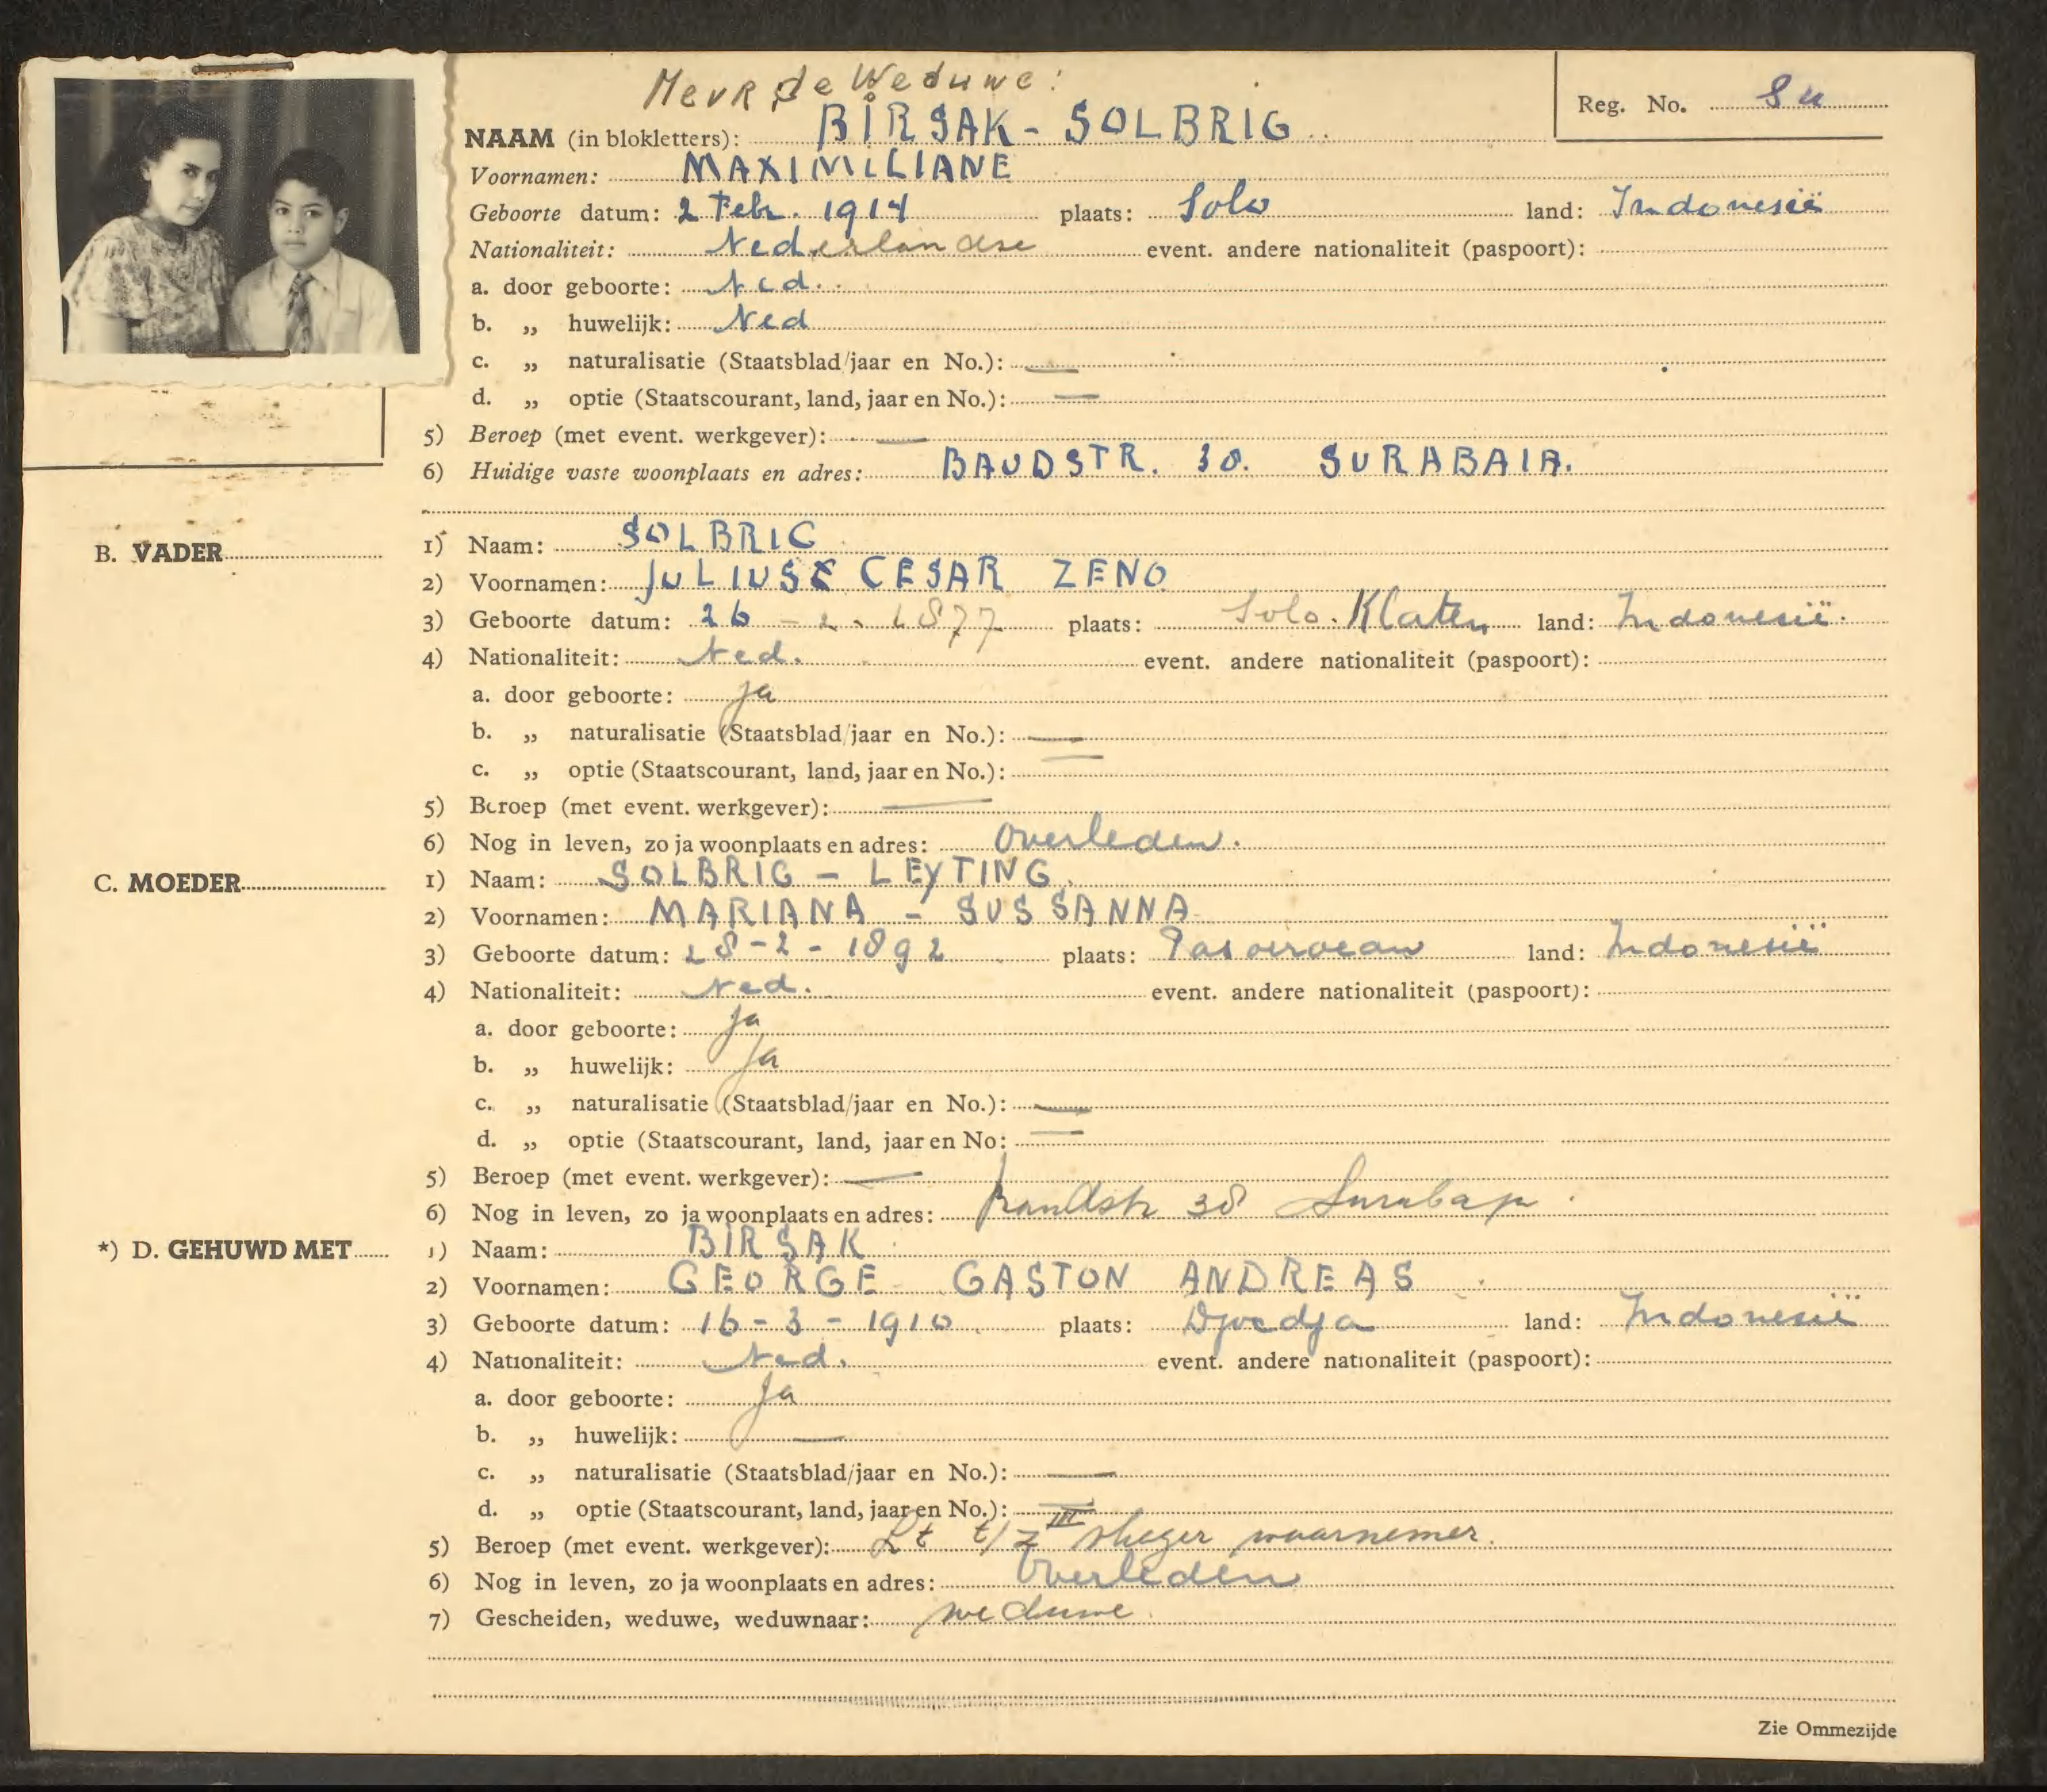 Mevr de Weduwe:
Reg. No.
NAAM (in blokletters): BIRSAK - SOLBRIG
Voornamen: MAXIMILIANE
Geboorte datum: 2 Febr. 1914 plaats: Solo land: Indonesië
Nationaliteit: Nederlandse event. andere nationaliteit (paspoort):
a. door geboorte: Ned.
b. „ huwelijk: Ned
c. „ naturalisatie (Staatsblad/jaar en No.): —
d. „ optie (Staatscourant, land, jaar en No.): —
5) Beroep (met event. werkgever): —
6) Huidige vaste woonplaats en adres: BAUDSTR. 38. SURABAIA.
B. VADER 1) Naam: SOLBRIG
2) Voornamen: JULIUS CESAR ZENO
3) Geboorte datum: 26 - 2 - 1877 plaats: Solo. Klaten land: Indonesië.
4) Nationaliteit: Ned. event. andere nationaliteit (paspoort):
a. door geboorte: ja
b. „ naturalisatie (Staatsblad/jaar en No.): —
c. „ optie (Staatscourant, land, jaar en No.): —
5) Beroep (met event. werkgever): —
6) Nog in leven, zo ja woonplaats en adres: Overleden.
C. MOEDER 1) Naam: SOLBRIG - LEYTING
2) Voornamen: MARIANA - SUSSANNA
3) Geboorte datum: 28-2-1892 plaats: Pasoeroean land: Indonesië
4) Nationaliteit: Ned. event. andere nationaliteit (paspoort):
a. door geboorte: ja
b. „ huwelijk: ja
c. „ naturalisatie (Staatsblad/jaar en No.): —
d. „ optie (Staatscourant, land, jaar en No: —
5) Beroep (met event. werkgever): —
6) Nog in leven, zo ja woonplaats en adres: Baudstr 38 Surabaya.
*) D. GEHUWD MET 1) Naam: BIRSAK
2) Voornamen: GEORGE GASTON ANDREAS
3) Geboorte datum: 16-3-1910 plaats: Djocdja land: Indonesië
4) Nationaliteit: Ned. event. andere nationaliteit (paspoort):
a. door geboorte: ja
b. „ huwelijk: —
c. „ naturalisatie (Staatsblad/jaar en No.): —
d. „ optie (Staatscourant, land, jaar en No.): —
5) Beroep (met event. werkgever): Lt t/z III vlieger waarnemer.
6) Nog in leven, zo ja woonplaats en adres: Overleden
7) Gescheiden, weduwe, weduwnaar: weduwe
Zie Ommezijde